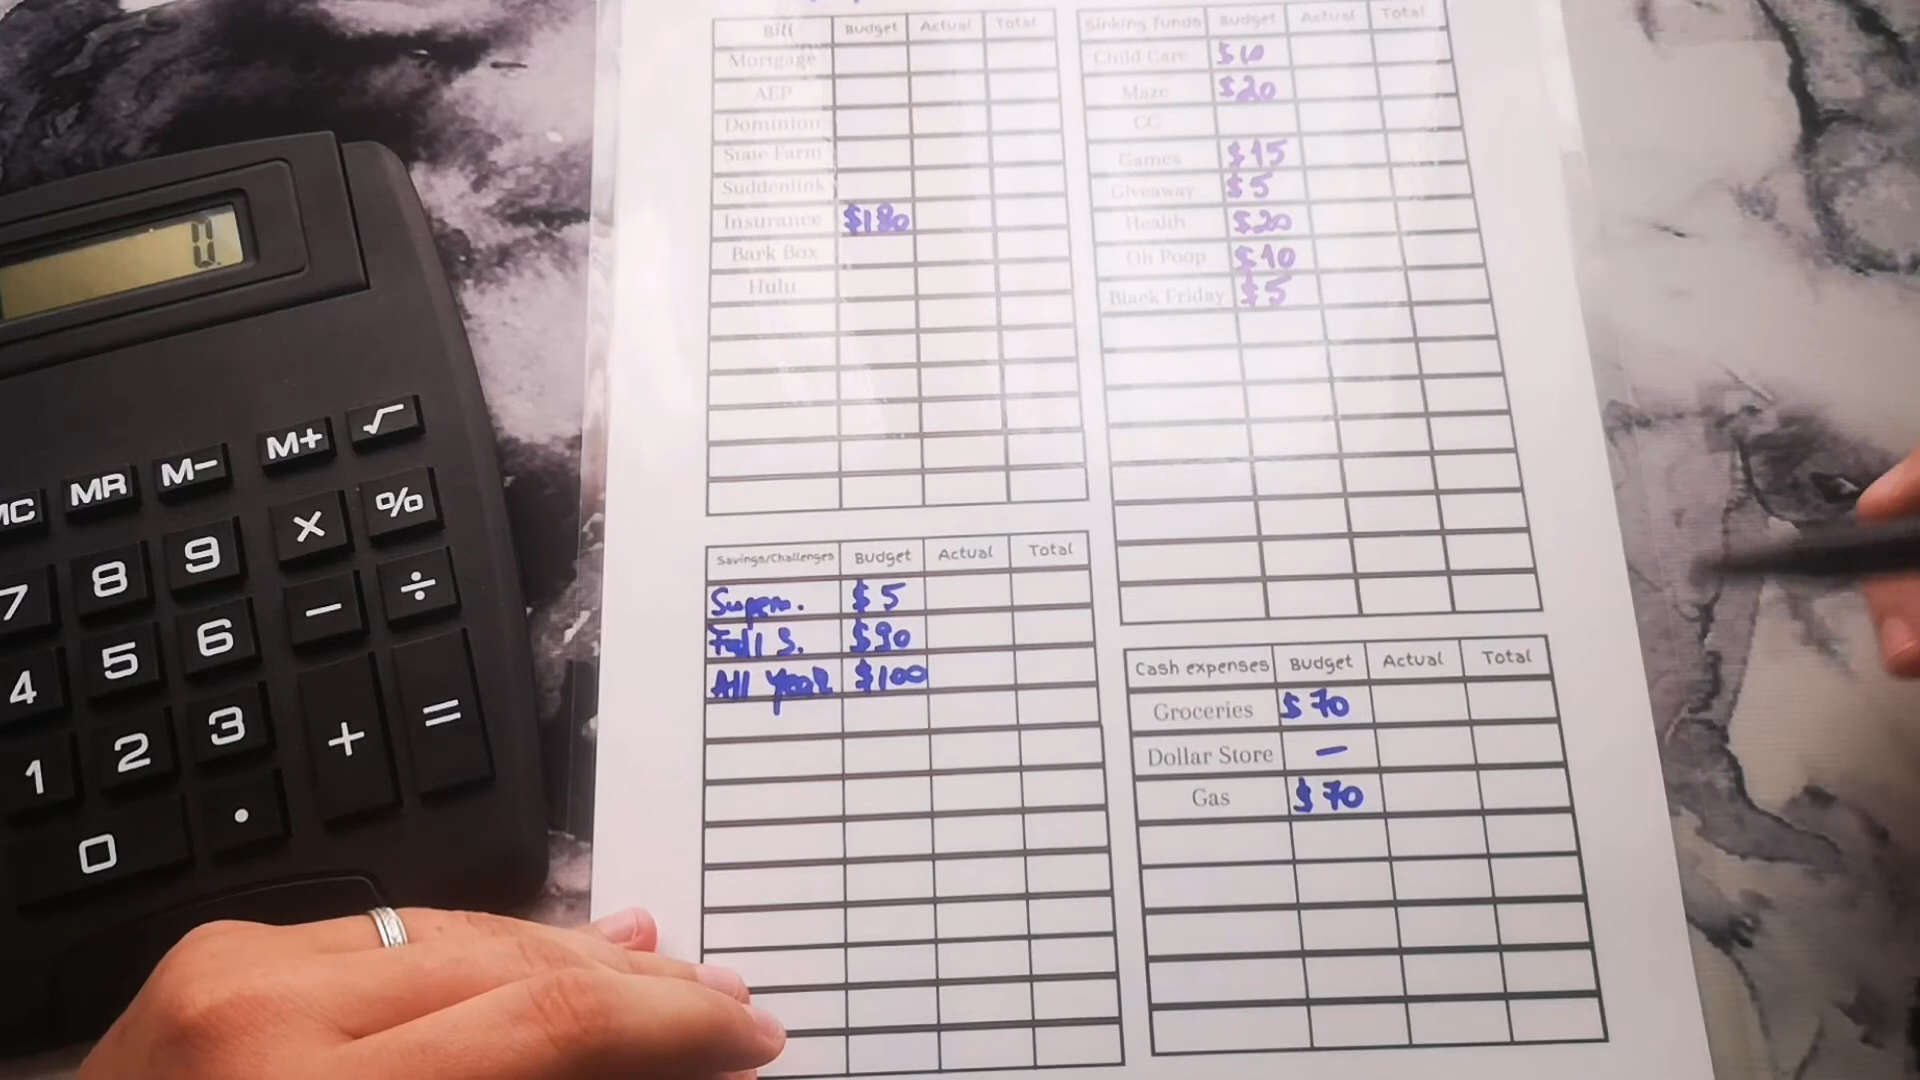 Bill Budget Actual Total
Mortgage
AEP
Dominion
State Farm
Suddenlink
Insurance $180
Bark Box
Hulu
Sinking funds Budget Actual Total
Child Care $10
Maze $20
CC
Games $15
Giveaway $5
Health $20
Oh Poop $10
Black Friday $5
Savings/Challenges Budget Actual Total
Supem. $5
Fall S. $90
All Year $100
Cash expenses Budget Actual Total
Groceries $70
Dollar Store –
Gas $70
0.
MC MR M− M+ √
7 8 9 × %
4 5 6 − ÷
1 2 3 + =
0 .